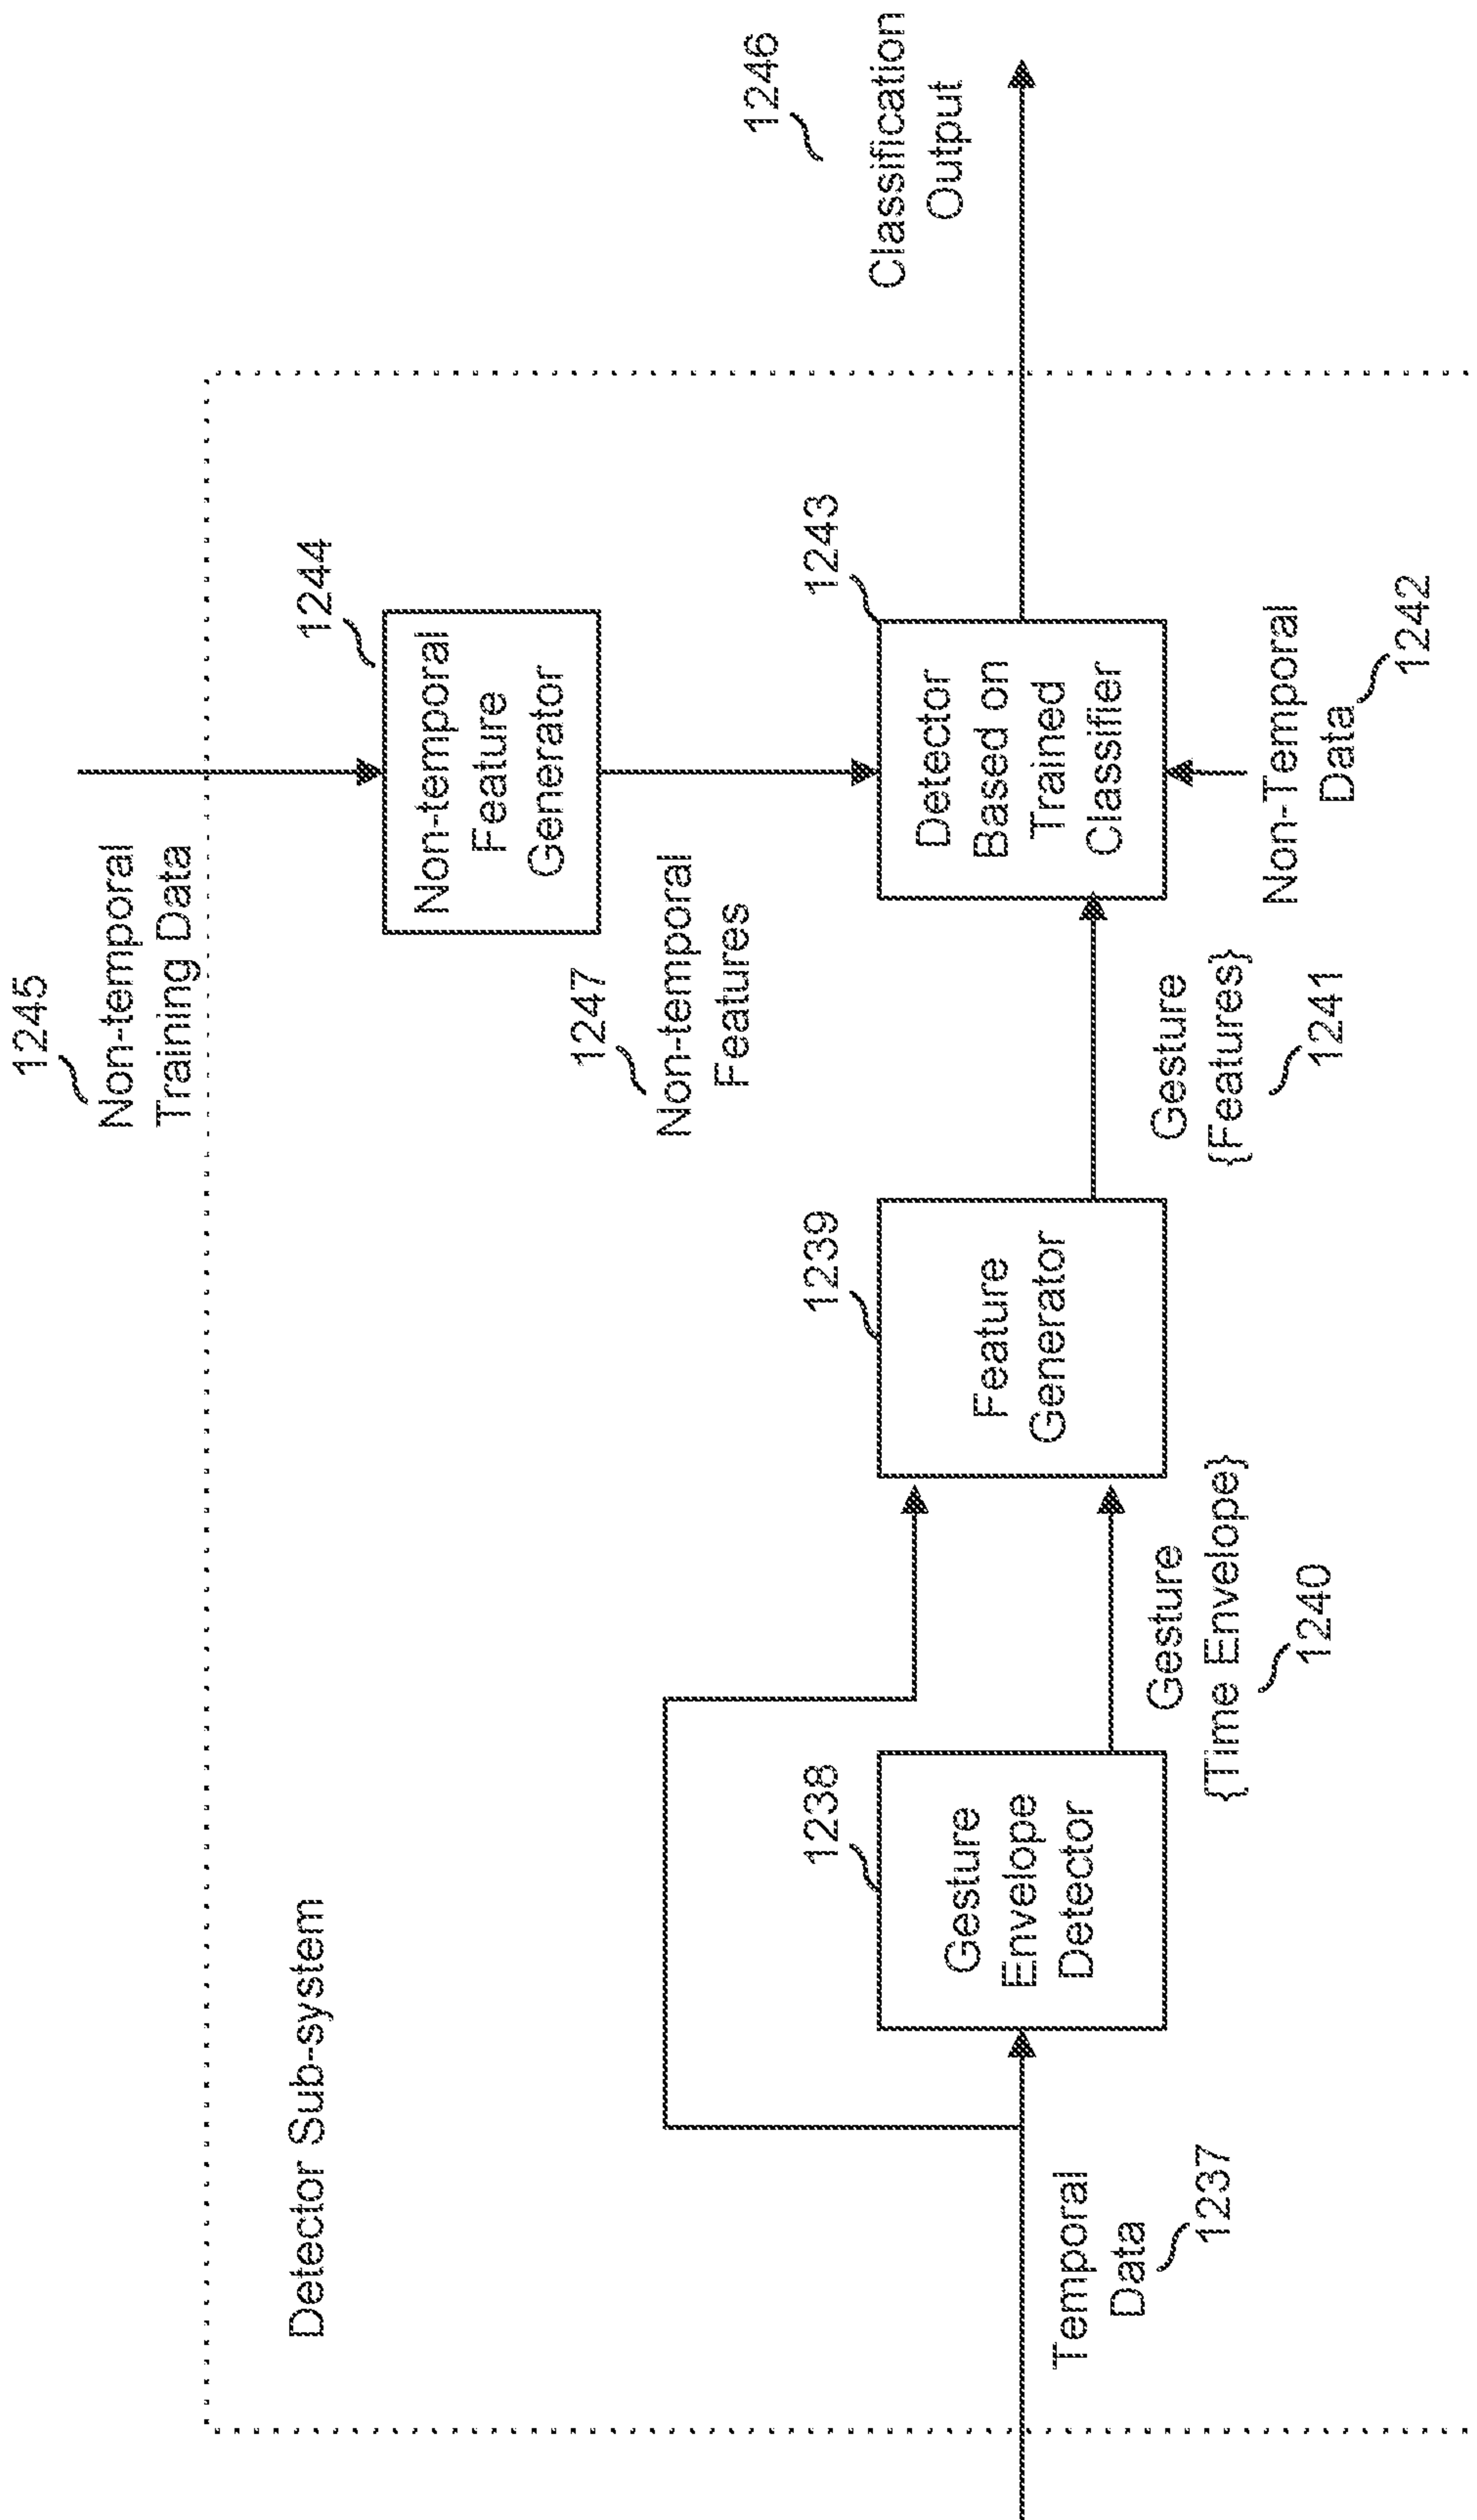 1245
Non-temporal
Training Data
Detector Sub-system
1244
Non-temporal
Feature
Generator
1247
Non-temporal
Features
1246
Classification
Output
1238
Gesture
Envelope
Detector
1239
Feature
Generator
1243
Detector
Based on
Trained
Classifier
Temporal
Data
1237
Gesture
{Time Envelope}
1240
Gesture
{Features}
1241
Non-Temporal
Data
1242